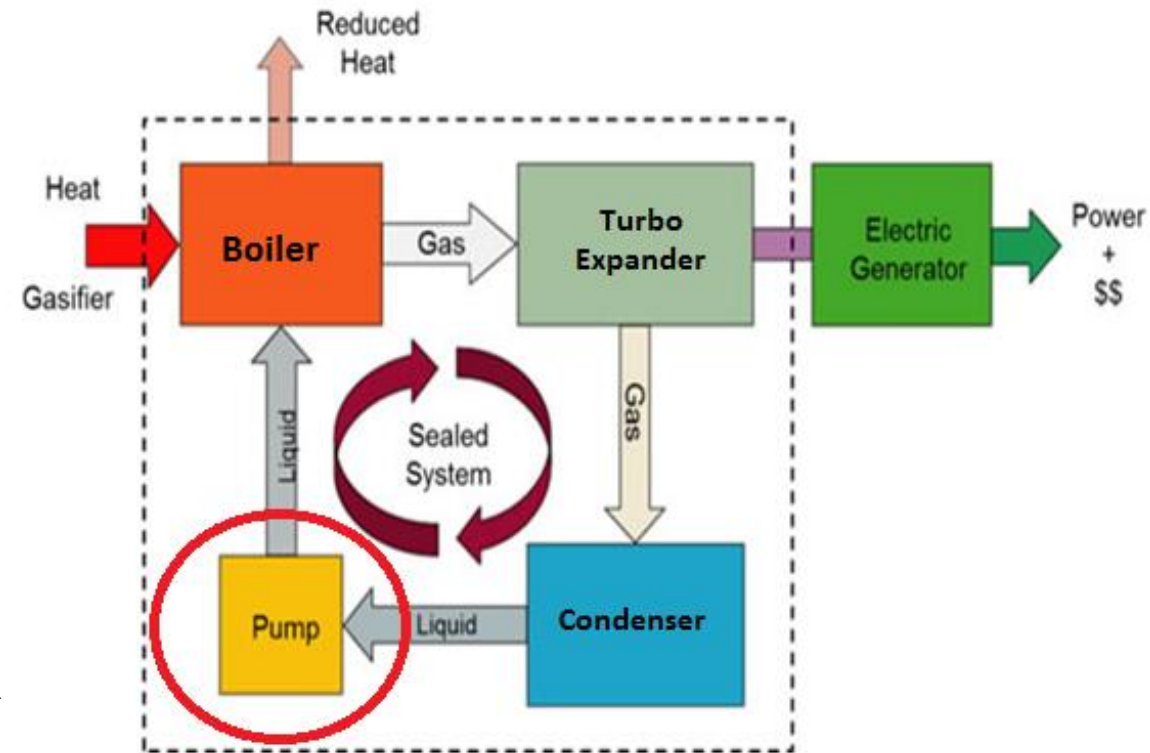 Reduced
Heat
Heat
Gasifier
Boiler
Gas
Turbo
Expander
Electric
Generator
Power
+
$$
Liquid
Sealed
System
Gas
Pump
Liquid
Condenser